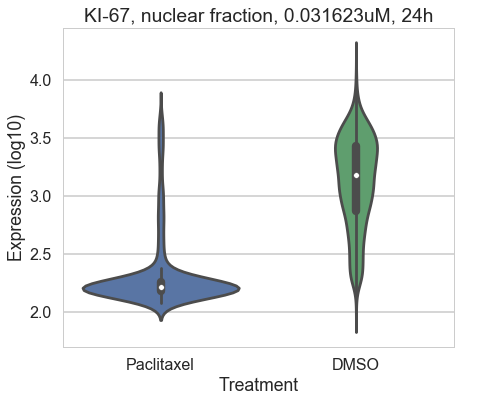 KI-67, nuclear fraction, 0.031623uM, 24h
Expression (log10)
4.0
3.5
3.0
2.5
2.0
Paclitaxel DMSO
Treatment